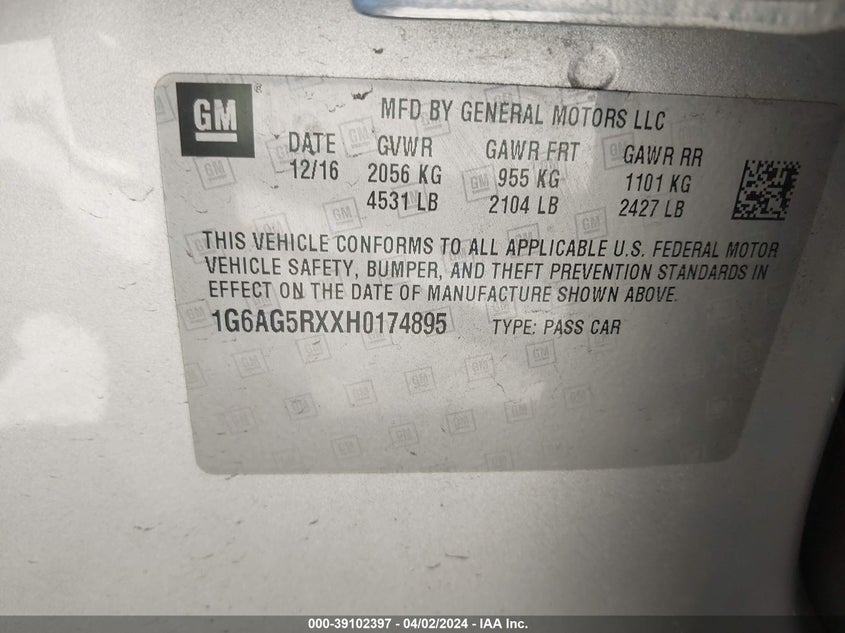 GM ®
MFD BY GENERAL MOTORS LLC
DATE GVWR GAWR FRT GAWR RR
12/16 2056 KG 955 KG 1101 KG
4531 LB 2104 LB 2427 LB
THIS VEHICLE CONFORMS TO ALL APPLICABLE U.S. FEDERAL MOTOR
VEHICLE SAFETY, BUMPER, AND THEFT PREVENTION STANDARDS IN
EFFECT ON THE DATE OF MANUFACTURE SHOWN ABOVE.
1G6AG5RXXH0174895 TYPE: PASS CAR
000-39102397 - 04/02/2024 - IAA Inc.